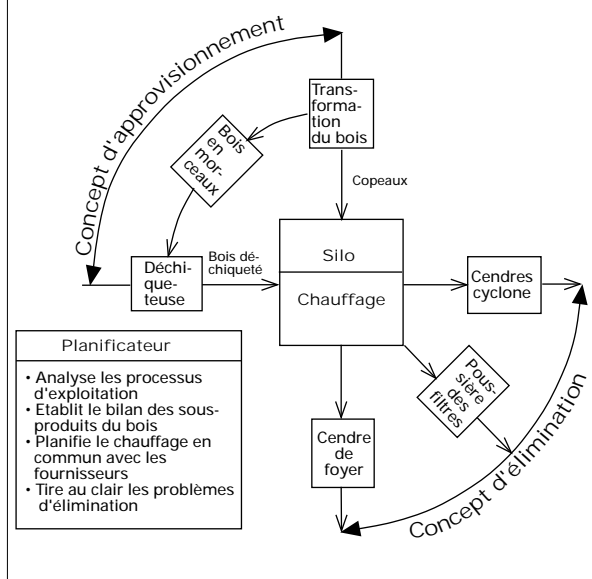 Concept d'approvisionnement
Trans-
forma-
tion
du bois
Bois
en
mor-
ceaux
Copeaux
Déchi-
que-
teuse
Bois dé-
chiqueté
Silo
Chauffage
Cendres
cyclone
Pous-
sière
des
filtres
Cendre
de
foyer
Concept d'élimination
Planificateur
• Analyse les processus
d'exploitation
• Etablit le bilan des sous-
produits du bois
• Planifie le chauffage en
commun avec les
fournisseurs
• Tire au clair les problèmes
d'élimination